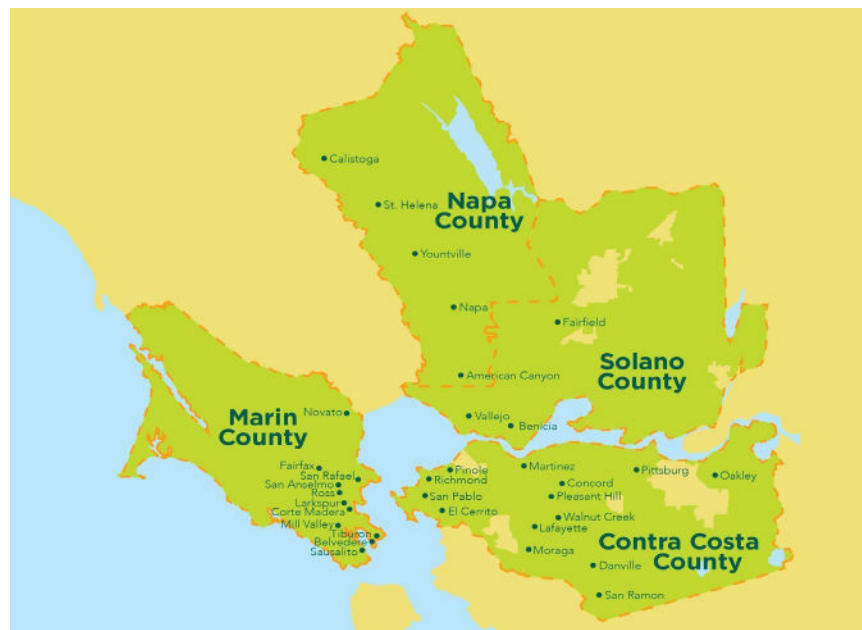 Calistoga
St. Helena
Napa
County
Yountville
Napa
Fairfield
American Canyon
Solano
County
Vallejo
Benicia
Marin
County
Novato
Fairfax
San Rafael
San Anselmo
Ross
Larkspur
Corte Madera
Mill Valley
Tiburon
Belvedere
Sausalito
Pinole
Richmond
San Pablo
El Cerrito
Martinez
Concord
Pleasant Hill
Pittsburg
Oakley
Walnut Creek
Lafayette
Moraga
Contra Costa
County
Danville
San Ramon